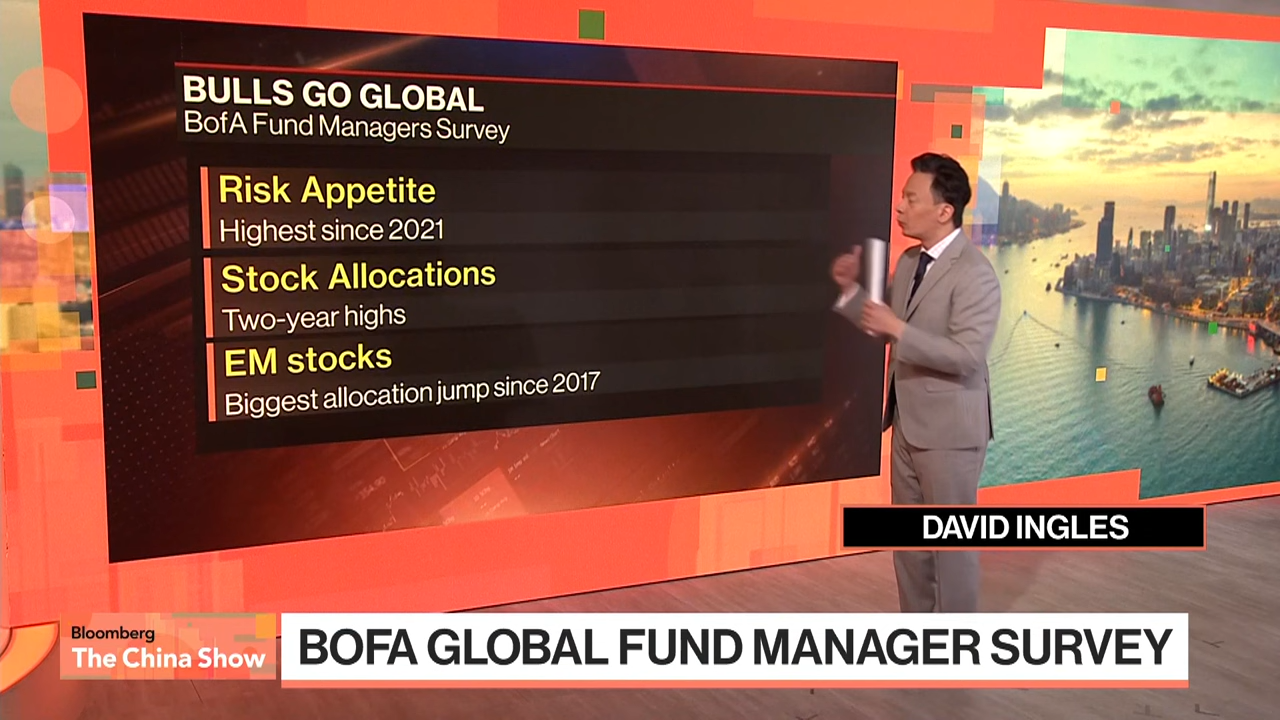 BULLS GO GLOBAL
BofA Fund Managers Survey
Risk Appetite
Highest since 2021
Stock Allocations
Two-year highs
EM stocks
Biggest allocation jump since 2017
DAVID INGLES
Bloomberg
The China Show
BOFA GLOBAL FUND MANAGER SURVEY